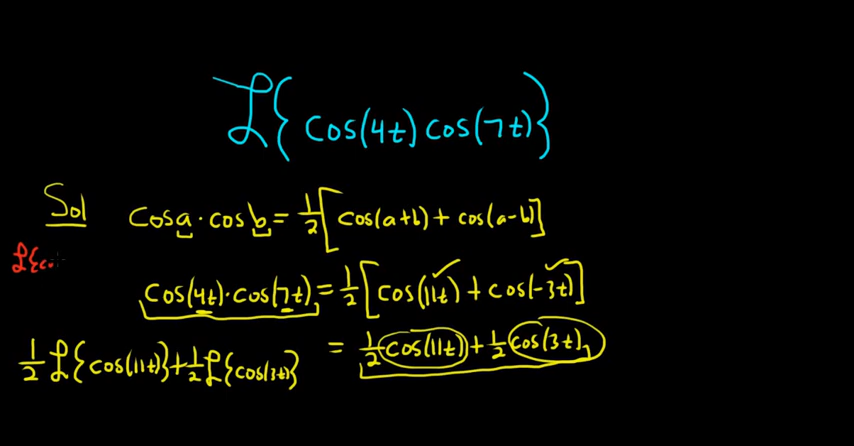 ℒ{cos(4t)cos(7t)}
Sol cos a · cos b = 1/2 [cos(a+b) + cos(a-b)]
ℒ{co
cos(4t)·cos(7t) = 1/2 [cos(11t) + cos(-3t)]
= 1/2 cos(11t) + 1/2 cos(3t)
1/2 ℒ{cos(11t)} + 1/2 ℒ{cos(3t)}